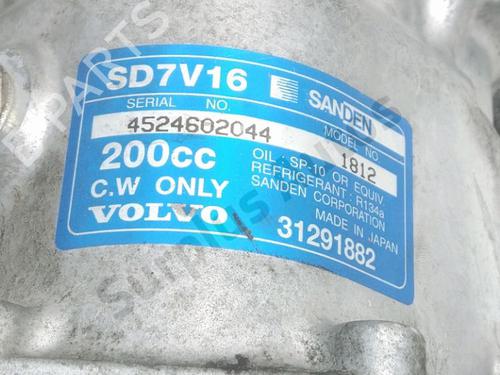 SD7V16 SANDEN
SERIAL NO. MODEL NO
4524602044 1812
200cc OIL : SP-10 OR EQUIV.
REFRIGERANT : R134a
C.W ONLY SANDEN CORPORATION
VOLVO MADE IN JAPAN
31291882